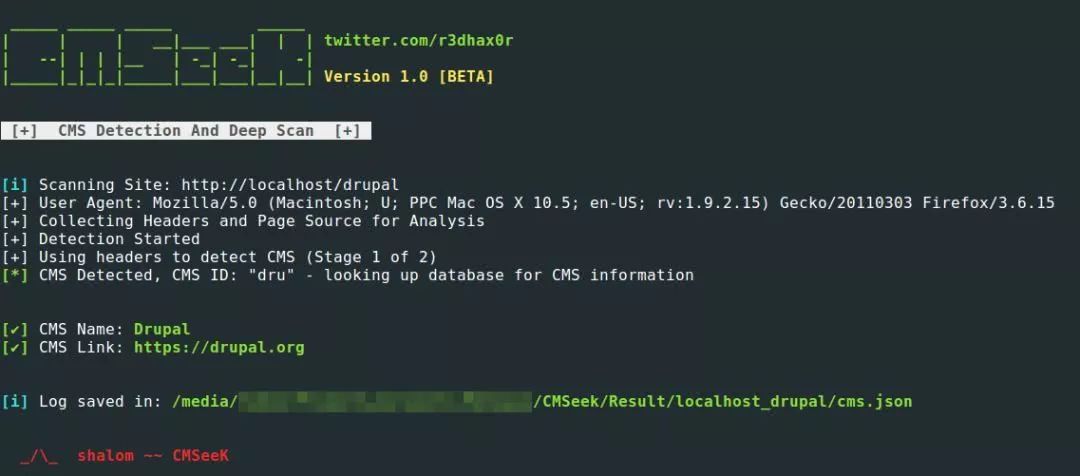 CMSeeK
twitter.com/r3dhax0r
Version 1.0 [BETA]
[+]  CMS Detection And Deep Scan  [+]
[i] Scanning Site: http://localhost/drupal
[+] User Agent: Mozilla/5.0 (Macintosh; U; PPC Mac OS X 10.5; en-US; rv:1.9.2.15) Gecko/20110303 Firefox/3.6.15
[+] Collecting Headers and Page Source for Analysis
[+] Detection Started
[+] Using headers to detect CMS (Stage 1 of 2)
[*] CMS Detected, CMS ID: "dru" - looking up database for CMS information
[✔] CMS Name: Drupal
[✔] CMS Link: https://drupal.org
[i] Log saved in: /media/ /CMSeek/Result/localhost_drupal/cms.json
_/\_  shalom ~~ CMSeeK